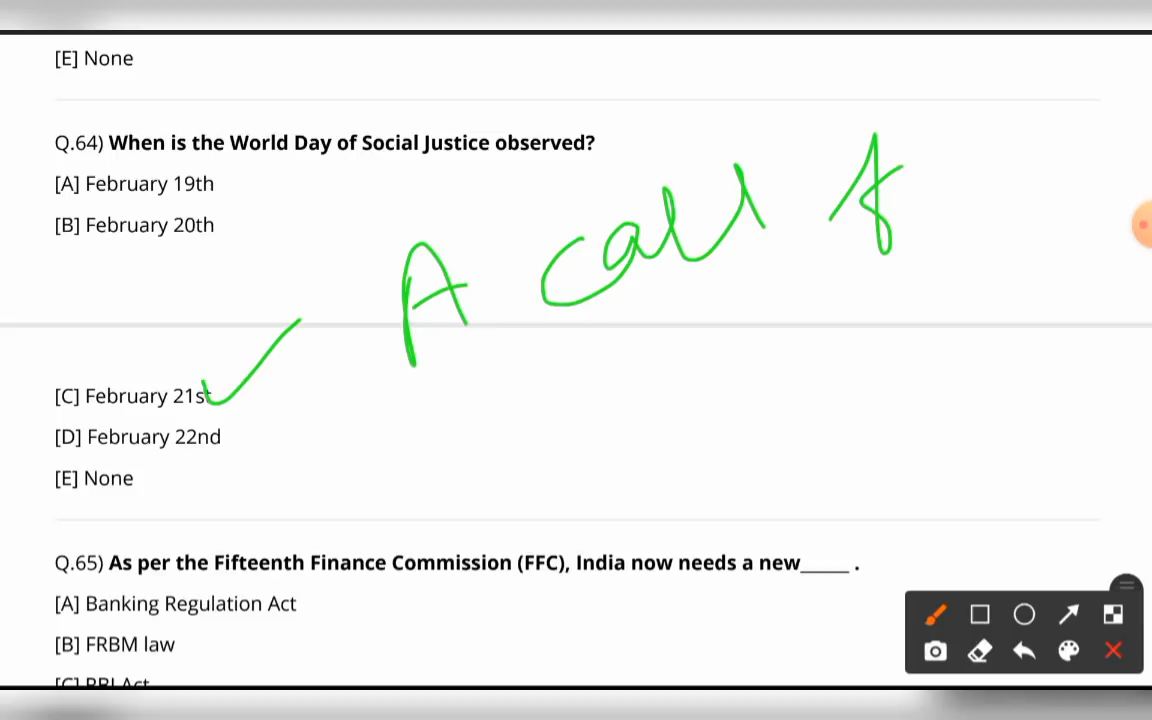 [E] None
Q.64) When is the World Day of Social Justice observed?
[A] February 19th
[B] February 20th
A call f
[C] February 21st
[D] February 22nd
[E] None
Q.65) As per the Fifteenth Finance Commission (FFC), India now needs a new_____ .
[A] Banking Regulation Act
[B] FRBM law
[C] RBI Act